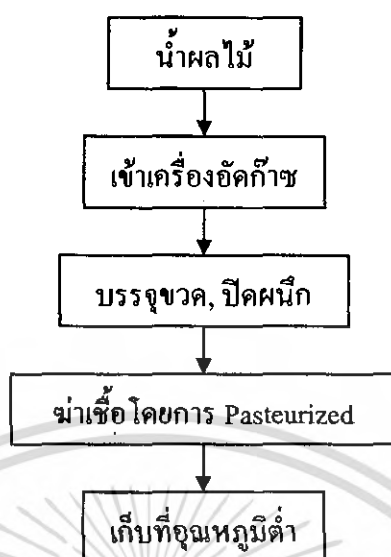 น้ำผลไม้
เข้าเครื่องอัดก๊าซ
บรรจุขวด, ปิดผนึก
ฆ่าเชื้อโดยการ Pasteurized
เก็บที่อุณหภูมิต่ำ